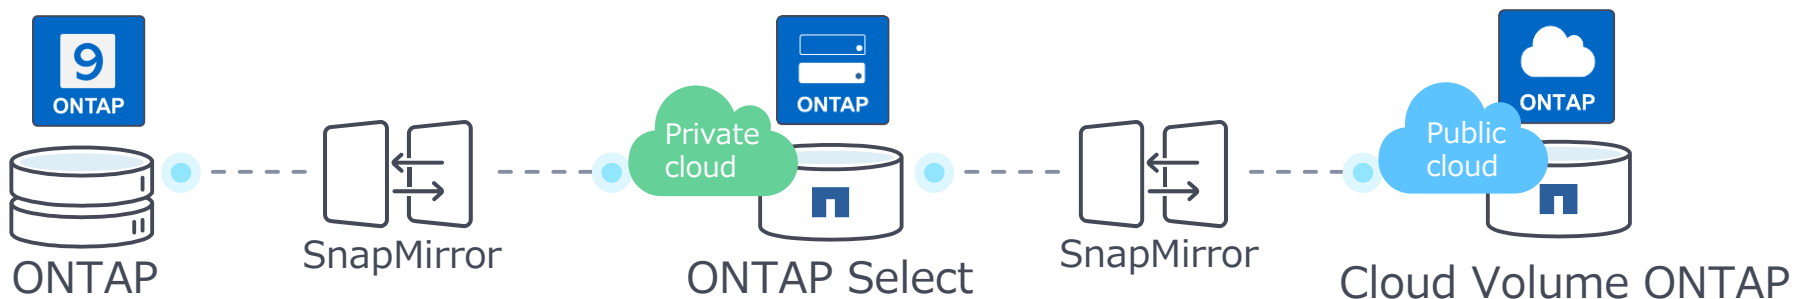 9
ONTAP
ONTAP
SnapMirror
Private
cloud
ONTAP
ONTAP Select
SnapMirror
Public
cloud
ONTAP
Cloud Volume ONTAP